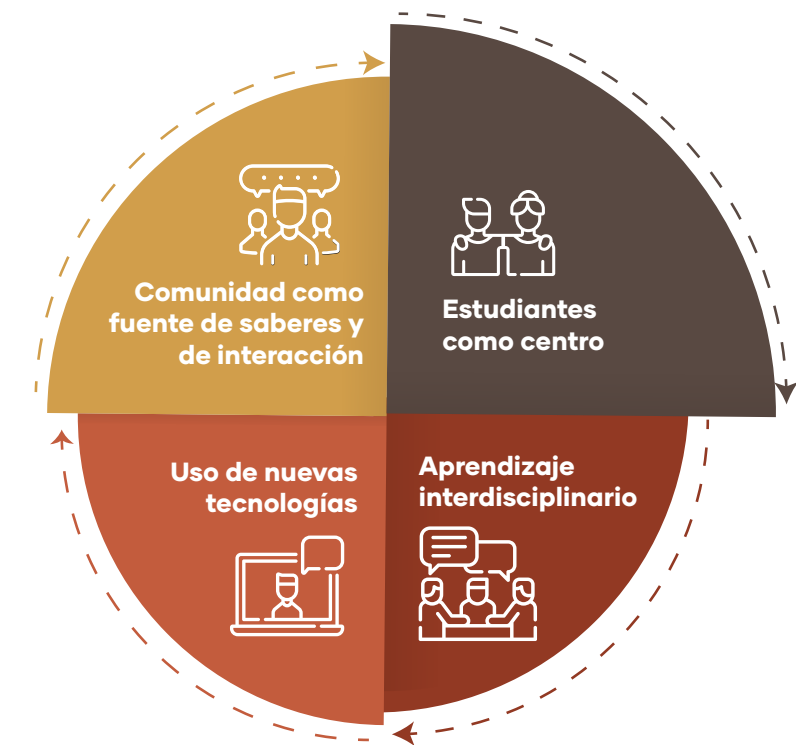 Comunidad como
fuente de saberes y
de interacción
Estudiantes
como centro
Uso de nuevas
tecnologías
Aprendizaje
interdisciplinario